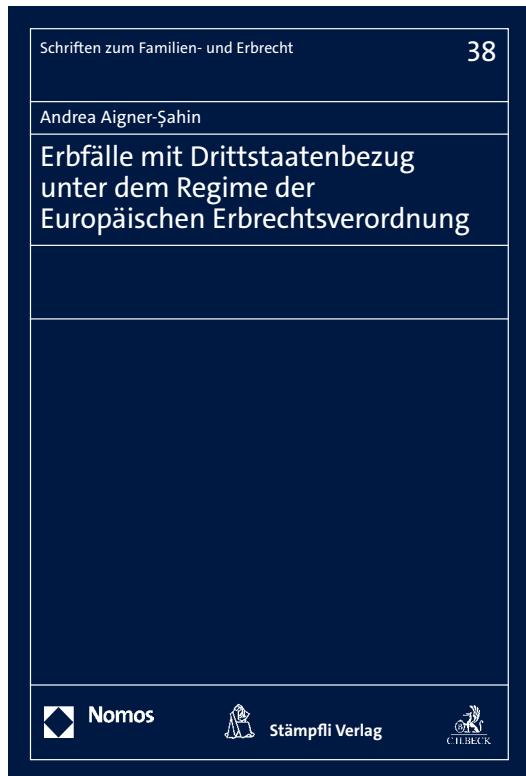 Schriften zum Familien- und Erbrecht
38
Andrea Aigner-Șahin
Erbfälle mit Drittstaatenbezug
unter dem Regime der
Europäischen Erbrechtsverordnung
Nomos
Stämpfli Verlag
C.H.BECK